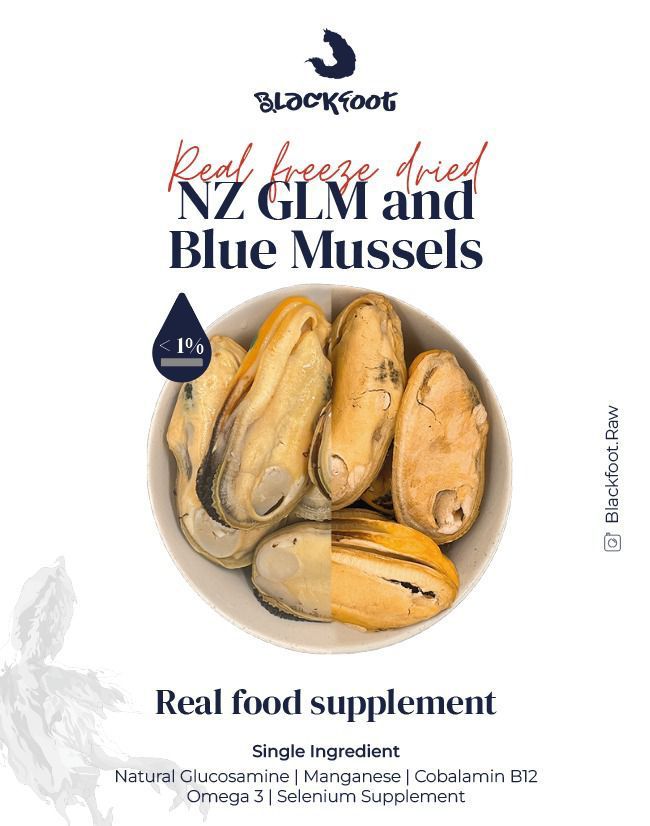 Blackfoot
Real freeze dried
NZ GLM and
Blue Mussels
< 1%
Blackfoot.Raw
Real food supplement
Single Ingredient
Natural Glucosamine | Manganese | Cobalamin B12
Omega 3 | Selenium Supplement